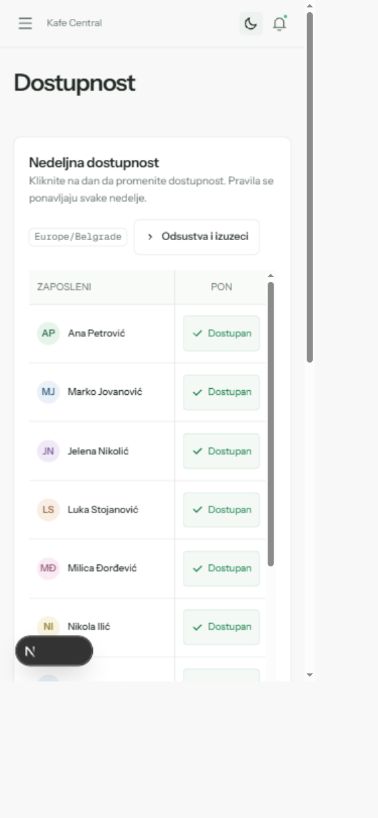 Kafe Central
Dostupnost
Nedeljna dostupnost
Kliknite na dan da promenite dostupnost. Pravila se
ponavljaju svake nedelje.
Europe/Belgrade
Odsustva i izuzeci
ZAPOSLENI PON
AP Ana Petrović Dostupan
MJ Marko Jovanović Dostupan
JN Jelena Nikolić Dostupan
LS Luka Stojanović Dostupan
MĐ Milica Đorđević Dostupan
NI Nikola Ilić Dostupan
N